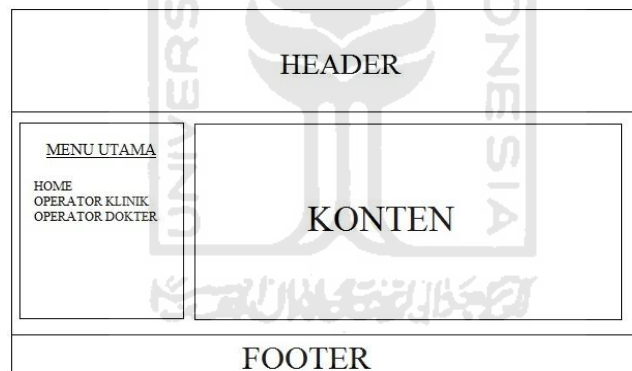 HEADER
MENU UTAMA
HOME
OPERATOR KLINIK
OPERATOR DOKTER
KONTEN
FOOTER